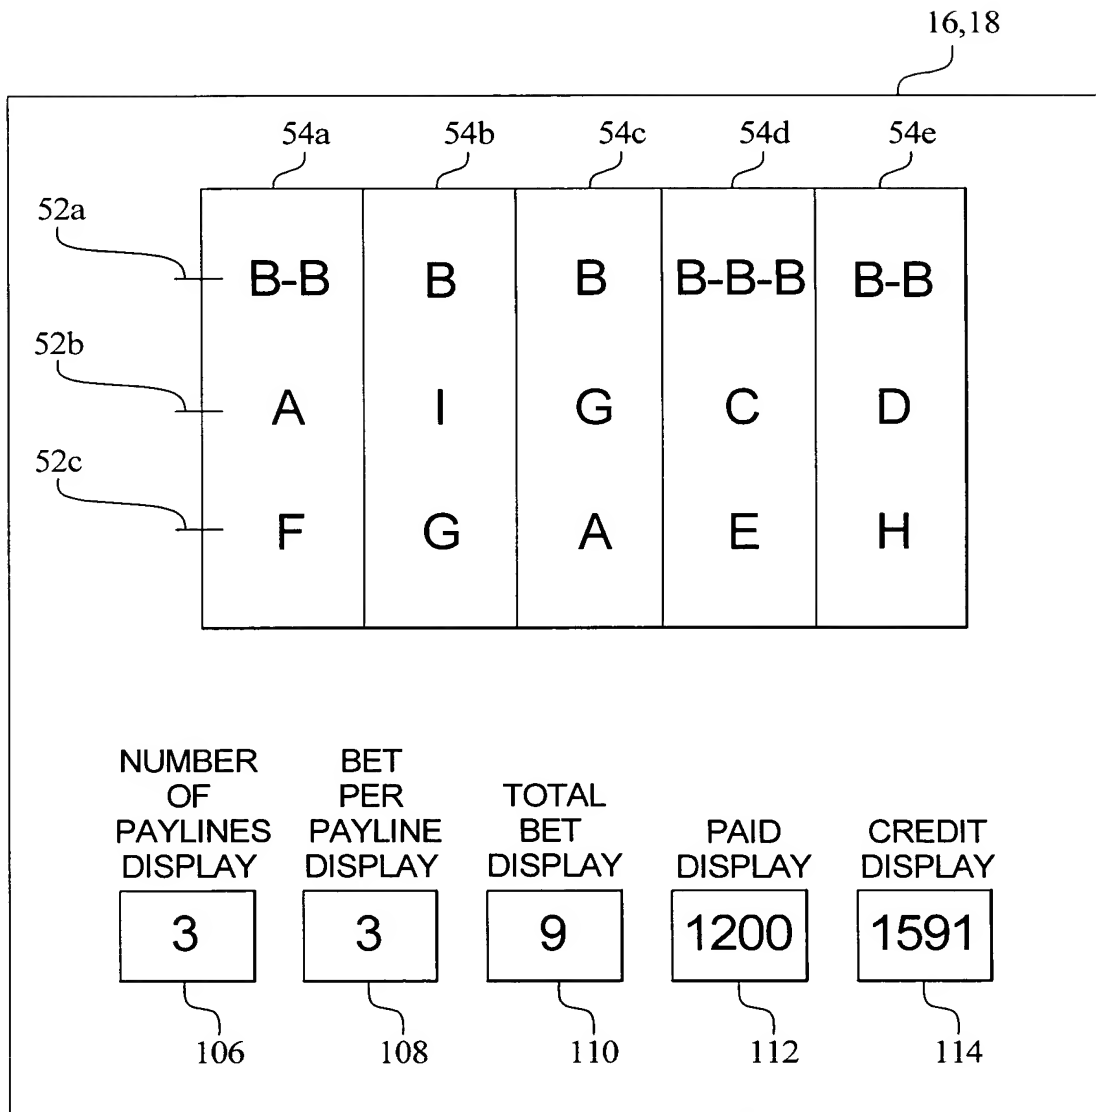 16,18
54a 54b 54c 54d 54e
52a
B-B B B B-B-B B-B
52b
A I G C D
52c
F G A E H
NUMBER OF PAYLINES DISPLAY
BET PER PAYLINE DISPLAY
TOTAL BET DISPLAY
PAID DISPLAY
CREDIT DISPLAY
3 3 9 1200 1591
106 108 110 112 114